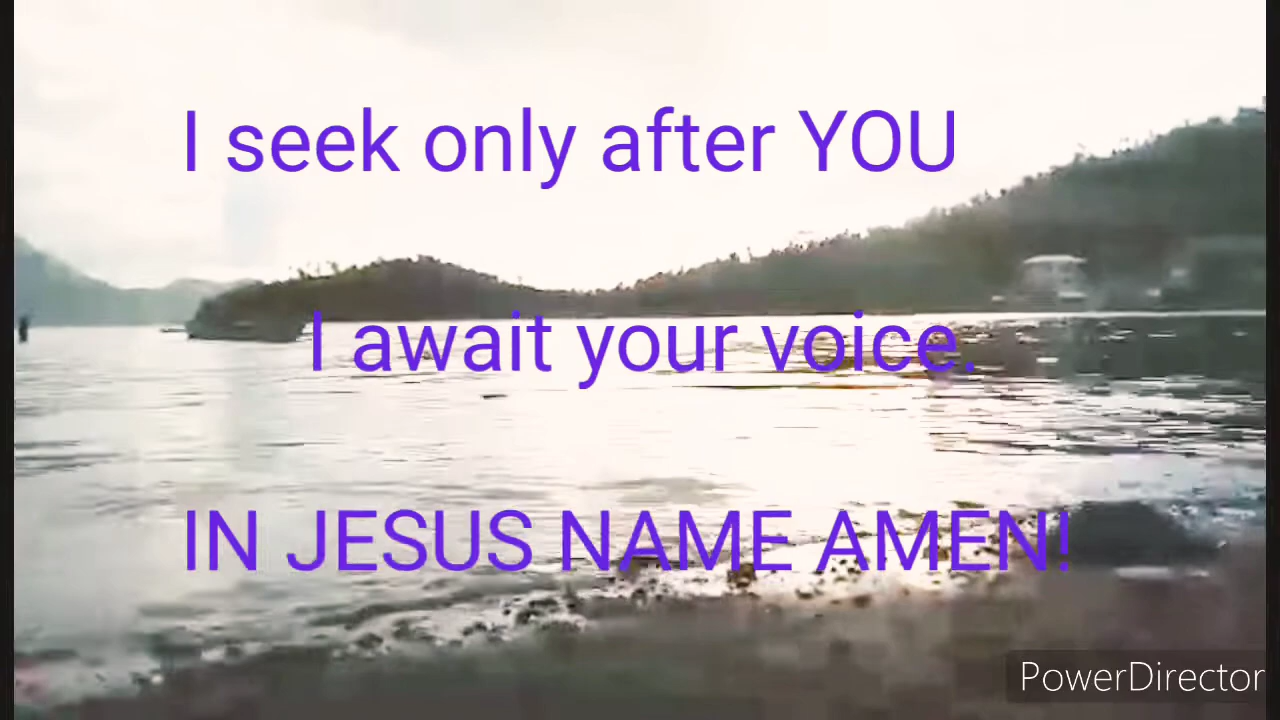 I seek only after YOU
I await your voice.
IN JESUS NAME AMEN!
PowerDirector